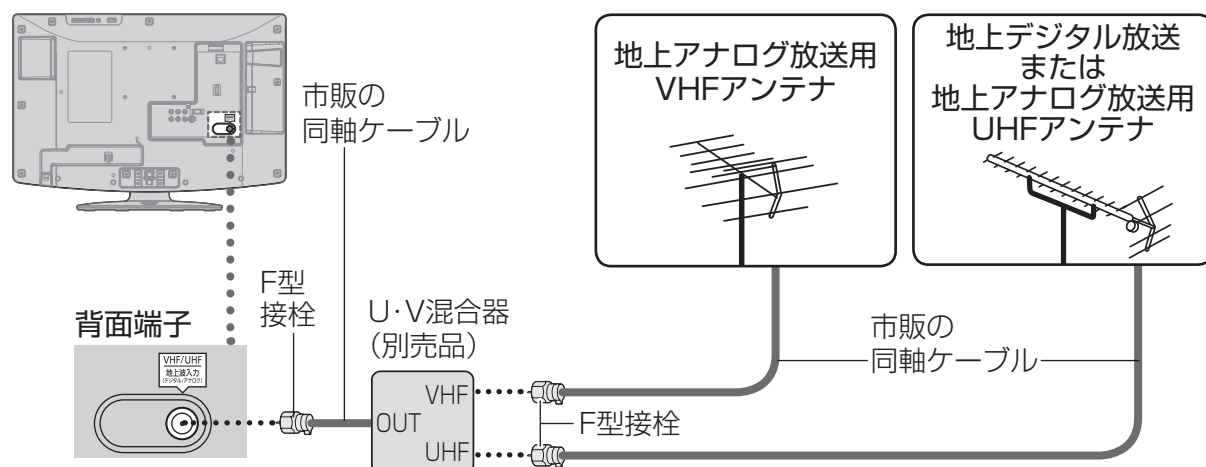 地上アナログ放送用
VHFアンテナ
地上デジタル放送
または
地上アナログ放送用
UHFアンテナ
市販の
同軸ケーブル
F型
接栓
背面端子
VHF/UHF
地上波入力
(デジタル/アナログ)
U・V混合器
(別売品)
VHF
OUT
UHF
F型接栓
市販の
同軸ケーブル